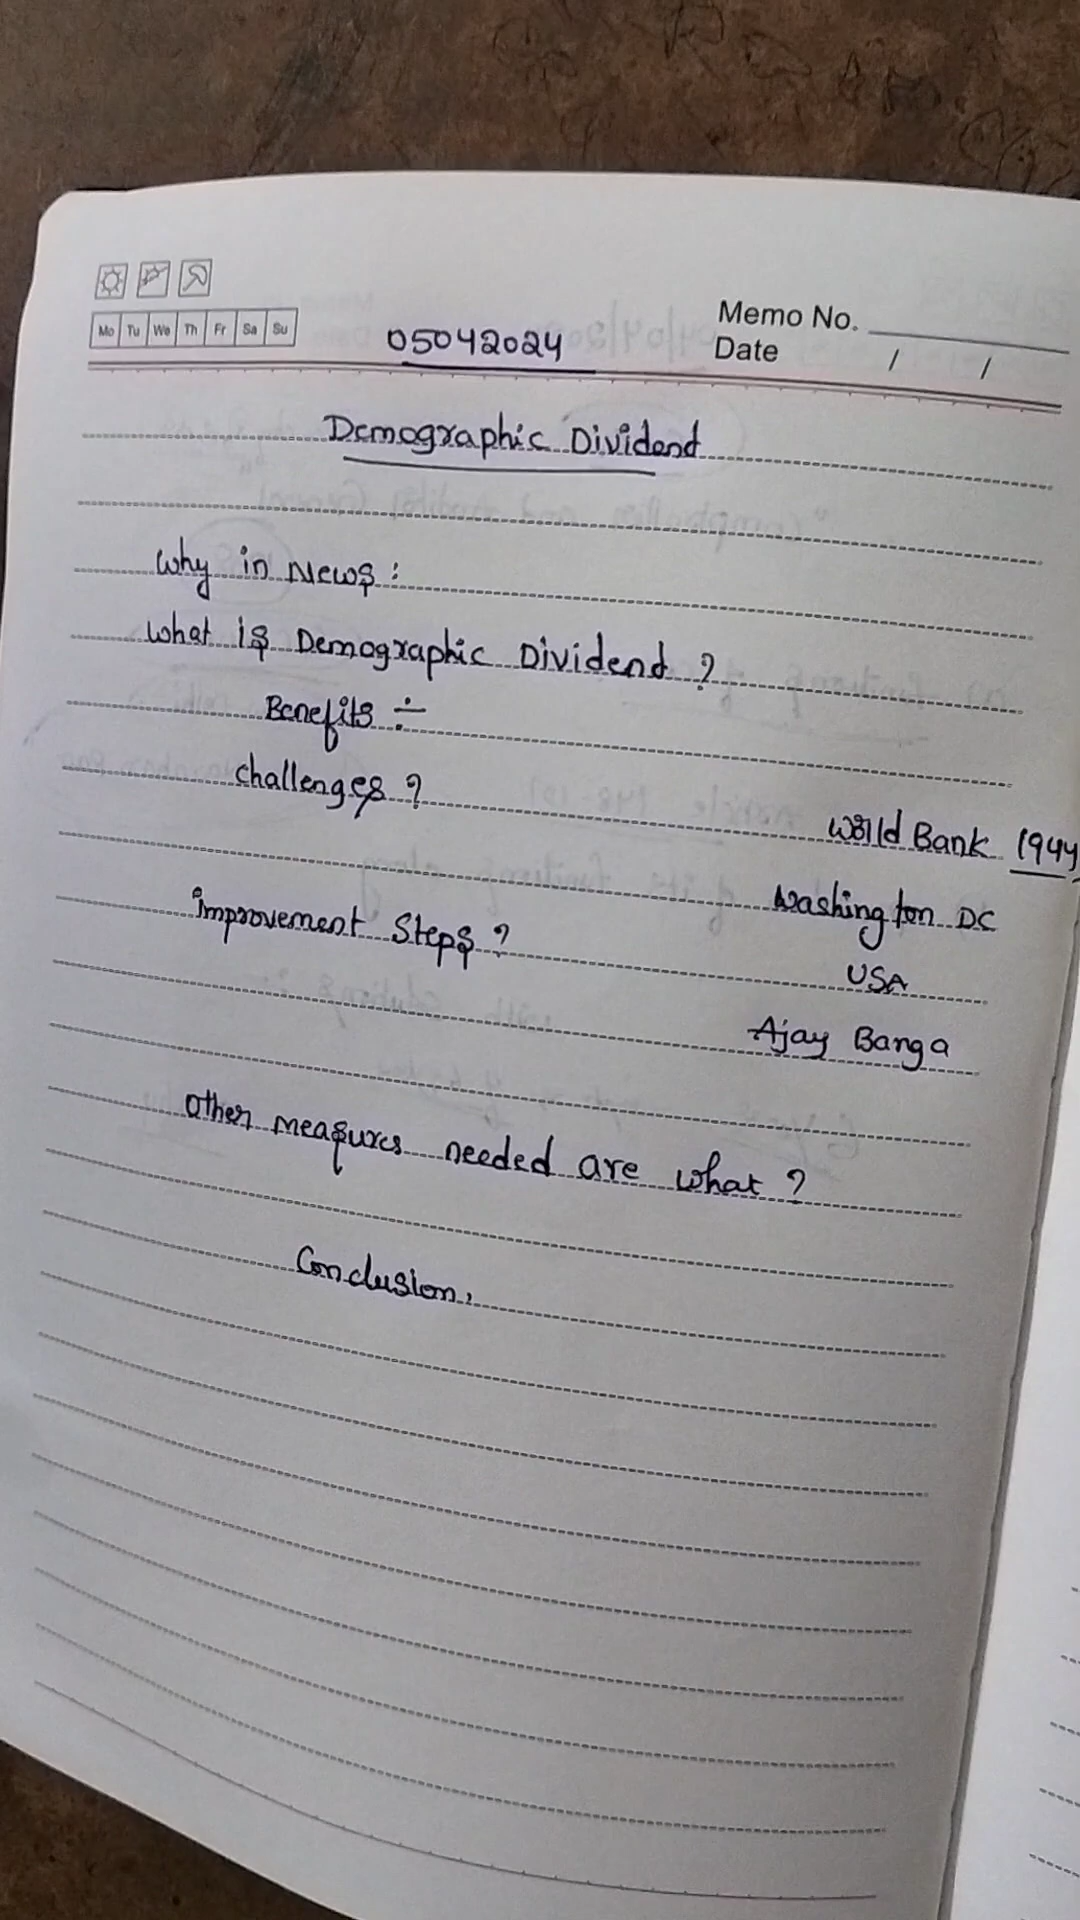 Mo Tu We Th Fr Sa Su
05042024
Memo No.
Date / /
Demographic Dividend
Why in News :
What is Demographic Dividend ?
Benefits ÷
challenges ?
World Bank 1944
Washington DC
USA
improvement Steps ?
Ajay Banga
Other measures needed are what ?
Conclusion.